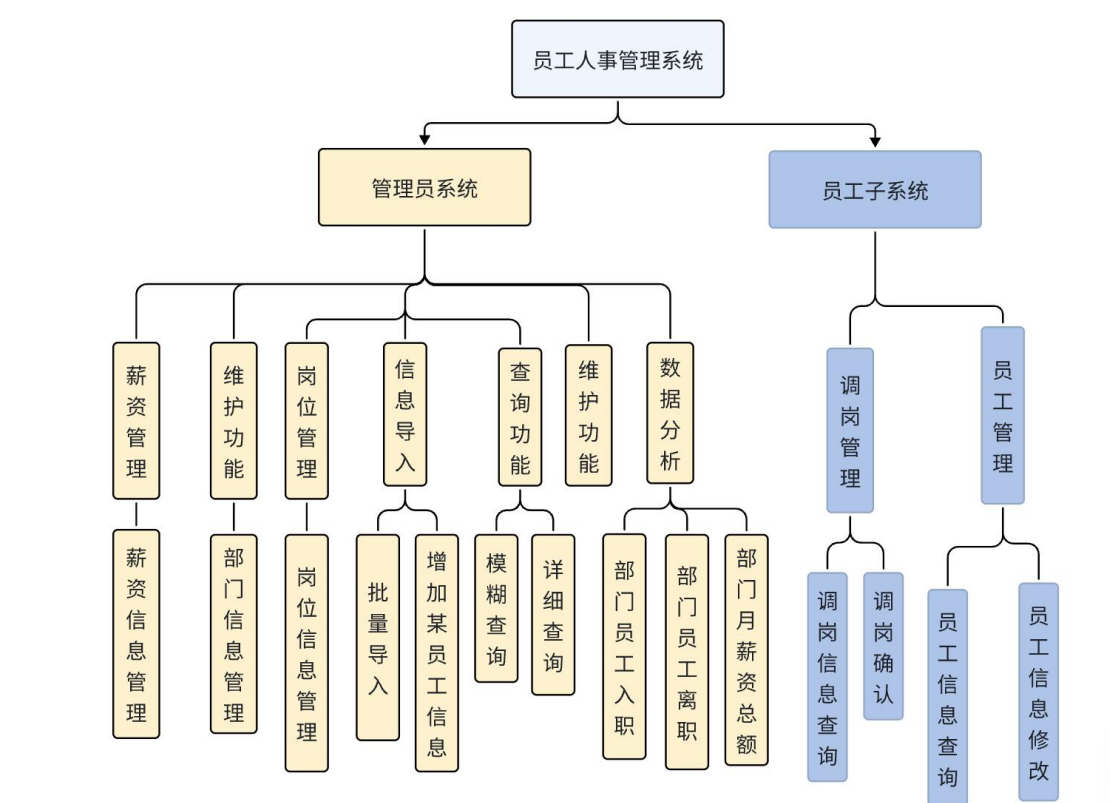 员工人事管理系统
管理员系统
员工子系统
薪资管理
维护功能
岗位管理
信息导入
查询功能
维护功能
数据分析
调岗管理
员工管理
薪资信息管理
部门信息管理
岗位信息管理
批量导入
增加某员工信息
模糊查询
详细查询
部门员工入职
部门员工离职
部门月薪资总额
调岗信息查询
调岗确认
员工信息查询
员工信息修改